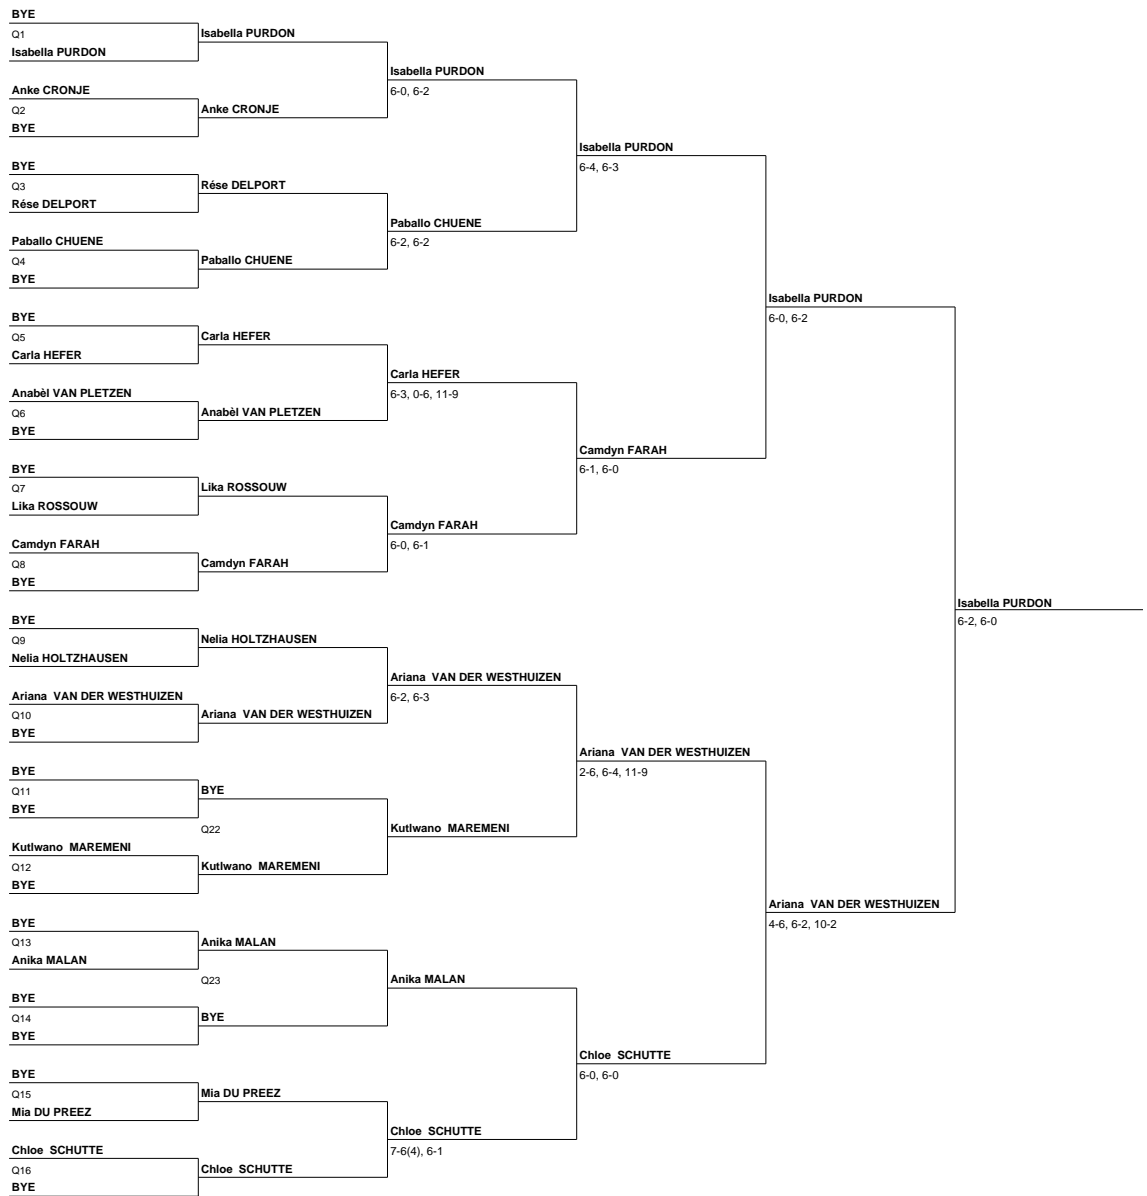 BYE
Q1
Isabella PURDON
Anke CRONJE
Q2
BYE
BYE
Q3
Rése DELPORT
Paballo CHUENE
Q4
BYE
BYE
Q5
Carla HEFER
Anabèl VAN PLETZEN
Q6
BYE
BYE
Q7
Lika ROSSOUW
Camdyn FARAH
Q8
BYE
BYE
Q9
Nelia HOLTZHAUSEN
Ariana VAN DER WESTHUIZEN
Q10
BYE
BYE
Q11
BYE
Kutlwano MAREMENI
Q12
BYE
BYE
Q13
Anika MALAN
BYE
Q14
BYE
BYE
Q15
Mia DU PREEZ
Chloe SCHUTTE
Q16
BYE
Isabella PURDON
Anke CRONJE
Rése DELPORT
Paballo CHUENE
Carla HEFER
Anabèl VAN PLETZEN
Lika ROSSOUW
Camdyn FARAH
Nelia HOLTZHAUSEN
Ariana VAN DER WESTHUIZEN
BYE
Q22
Kutlwano MAREMENI
Anika MALAN
Q23
BYE
Mia DU PREEZ
Chloe SCHUTTE
Isabella PURDON
6-0, 6-2
Paballo CHUENE
6-2, 6-2
Carla HEFER
6-3, 0-6, 11-9
Camdyn FARAH
6-0, 6-1
Ariana VAN DER WESTHUIZEN
6-2, 6-3
Kutlwano MAREMENI
Anika MALAN
Chloe SCHUTTE
7-6(4), 6-1
Isabella PURDON
6-4, 6-3
Camdyn FARAH
6-1, 6-0
Ariana VAN DER WESTHUIZEN
2-6, 6-4, 11-9
Chloe SCHUTTE
6-0, 6-0
Isabella PURDON
6-0, 6-2
Ariana VAN DER WESTHUIZEN
4-6, 6-2, 10-2
Isabella PURDON
6-2, 6-0